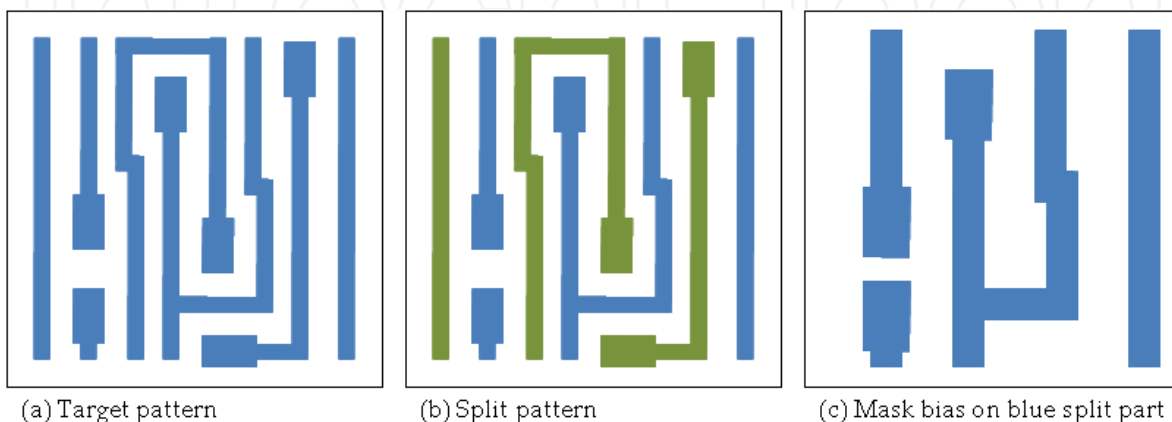 (a) Target pattern
(b) Split pattern
(c) Mask bias on blue split part